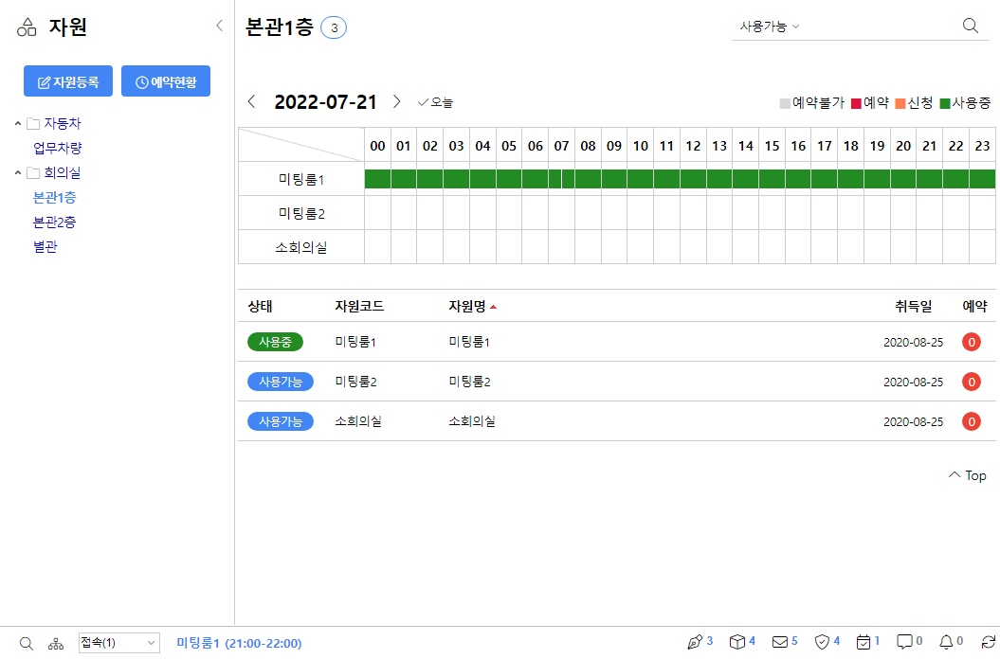 자원
자원등록 예약현황
자동차
업무차량
회의실
본관1층
본관2층
별관
본관1층 3
사용가능
2022-07-21 오늘
예약불가 예약 신청 사용중
00 01 02 03 04 05 06 07 08 09 10 11 12 13 14 15 16 17 18 19 20 21 22 23
미팅룸1
미팅룸2
소회의실
상태 자원코드 자원명 취득일 예약
사용중 미팅룸1 미팅룸1 2020-08-25 0
사용가능 미팅룸2 미팅룸2 2020-08-25 0
사용가능 소회의실 소회의실 2020-08-25 0
Top
접속(1) 미팅룸1 (21:00-22:00) 3 4 5 4 1 0 0